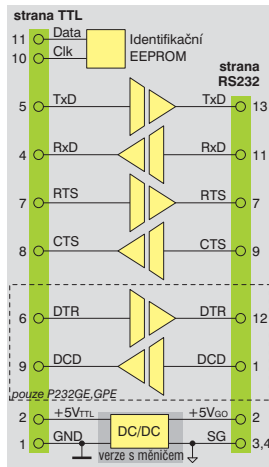 strana TTL
11 Data Identifikační
10 Clk EEPROM
strana
RS232
5 TxD TxD 13
4 RxD RxD 11
7 RTS RTS 7
8 CTS CTS 9
6 DTR DTR 12
9 DCD DCD 1
pouze P232GE,GPE
2 +5VTTL DC/DC +5VGO 2
1 GND SG 3,4
verze s měničem